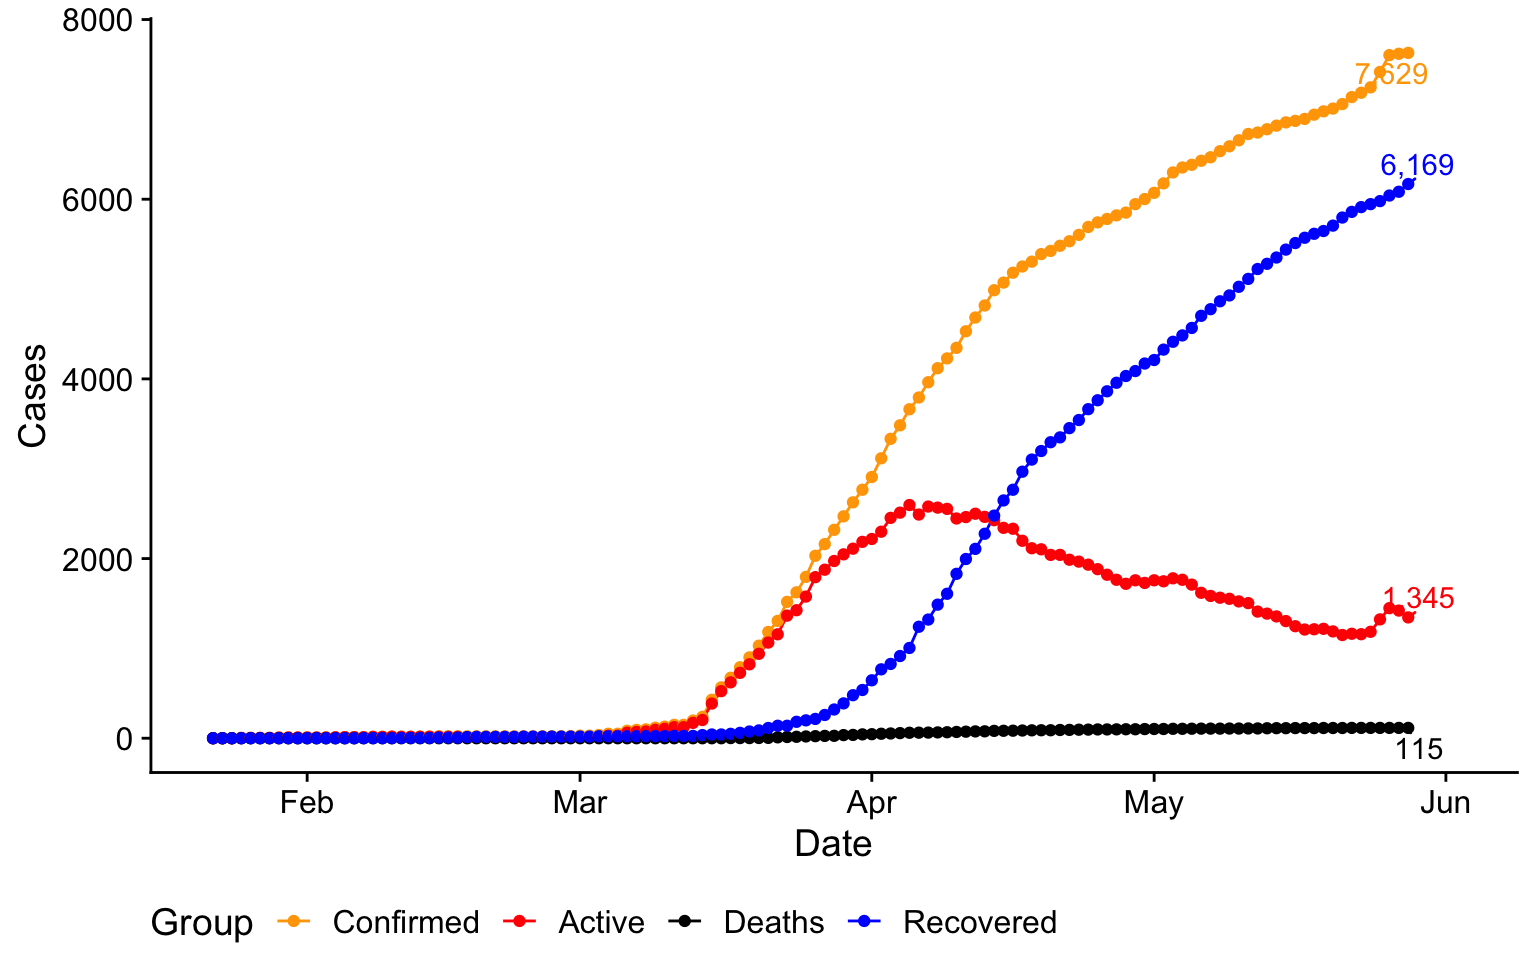 8000
6000
4000
2000
0
Cases
7,629
6,169
1,345
115
Feb Mar Apr May Jun
Date
Group Confirmed Active Deaths Recovered